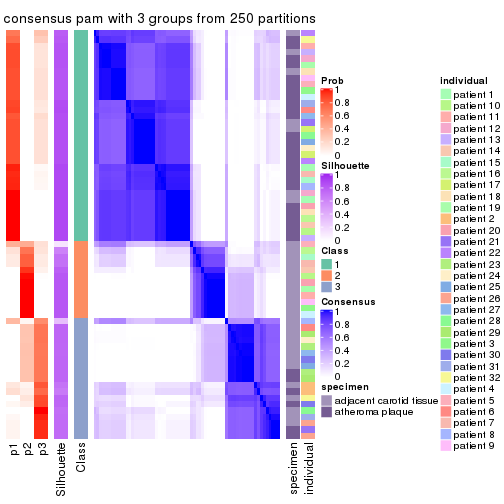 consensus pam with 3 groups from 250 partitions
Prob
1
0.8
0.6
0.4
0.2
0
Silhouette
1
0.8
0.6
0.4
0.2
0
Class
1
2
3
Consensus
1
0.8
0.6
0.4
0.2
0
specimen
adjacent carotid tissue
atheroma plaque
individual
patient 1
patient 10
patient 11
patient 12
patient 13
patient 14
patient 15
patient 16
patient 17
patient 18
patient 19
patient 2
patient 20
patient 21
patient 22
patient 23
patient 24
patient 25
patient 26
patient 27
patient 28
patient 29
patient 3
patient 30
patient 31
patient 32
patient 4
patient 5
patient 6
patient 7
patient 8
patient 9
p1
p2
p3
Silhouette
Class
specimen
individual